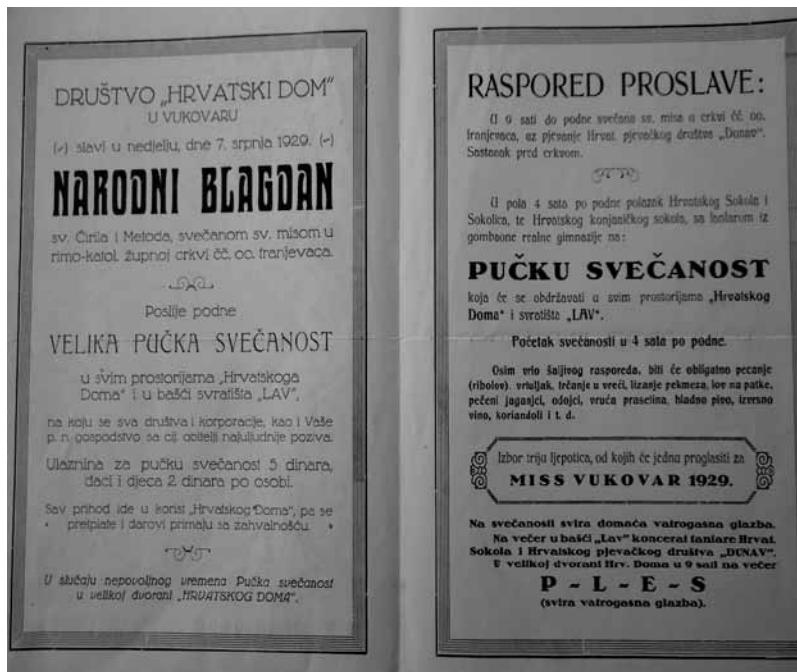 DRUŠTVO „HRVATSKI DOM“
U VUKOVARU
(~) slavi u nedjelju, dne 7. srpnja 1929. (~)
NARODNI BLAGDAN
sv. Ćirila i Metoda, svečanom sv. misom u
rimo-katol. župnoj crkvi čč. oo. franjevaca.
Poslije podne
VELIKA PUČKA SVEČANOST
u svim prostorijama „Hrvatskoga
Doma“ i u bašči svratišta „LAV“,
na koju se sva društva i korporacije, kao i Vaše
p. n. gospodstvo sa cij. obitelji najuljudnije poziva.
Ulaznina za pučku svečanost 5 dinara,
đaci i djeca 2 dinara po osobi.
Sav prihod ide u korist „Hrvatskog Doma“, pa se
pretplate i darovi primaju sa zahvalnošću.
U slučaju nepovoljnog vremena Pučka svečanost
u velikoj dvorani „HRVATSKOG DOMA“.
RASPORED PROSLAVE:
U 9 sati do podne svečana sv. misa u crkvi čč. oo.
franjevaca, uz pjevanje Hrvat. pjevačkog društva „Dunav“.
Sastanak pred crkvom.
U pola 4 sata po podne polazak Hrvatskog Sokola i
Sokolica, te Hrvatskog konjaničkog sokola, sa fanfarom iz
gombaone realne gimnazije na:
PUČKU SVEČANOST
koja će se obdržavati u svim prostorijama „Hrvatskog
Doma“ i svratišta „LAV“.
Početak svečanosti u 4 sata po podne.
Osim vrlo šaljivog rasporeda, biti će obligatno pecanje
(ribolov), vrtuljak, trčanje u vreći, lizanje pekmeza, lov na patke,
pečeni jaganjci, odojci, vruća prasetina, hladno pivo, izvrsno
vino, koriandoli i t. d.
Izbor triju ljepotica, od kojih će jednu proglasiti za
MISS VUKOVAR 1929.
Na svečanosti svira domaća vatrogasna glazba.
Na večer u bašči „Lav“ koncerat fanfare Hrvat.
Sokola i Hrvatskog pjevačkog društva „DUNAV“.
U velikoj dvorani Hrv. Doma u 9 sati na večer
P - L - E - S
(svira vatrogasna glazba).